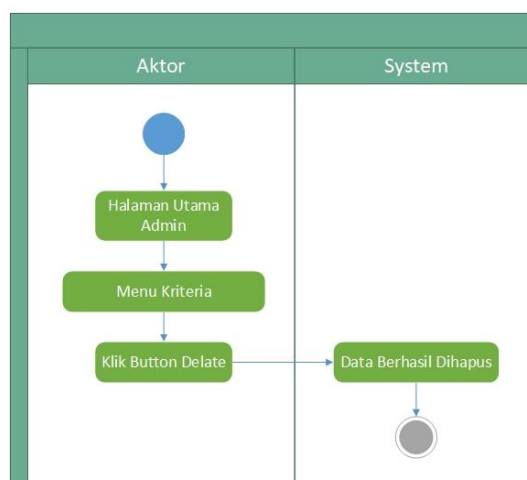 Aktor
System
Halaman Utama
Admin
Menu Kriteria
Klik Button Delate
Data Berhasil Dihapus